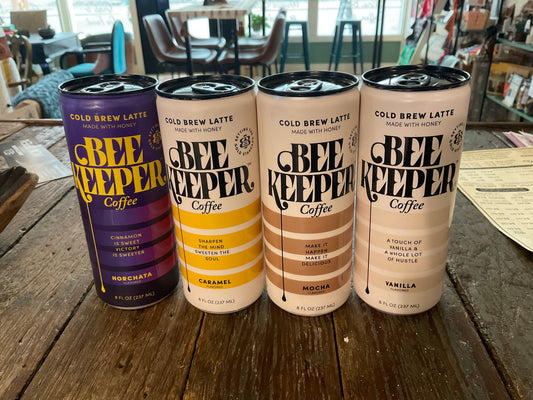 COLD BREW LATTE
MADE WITH HONEY
BEE
KEEPER
Coffee
CINNAMON
IS SWEET
VICTORY
IS SWEETER
HORCHATA
FLAVORED
8 FL OZ (237 ML)
COLD BREW LATTE
MADE WITH HONEY
BEE
KEEPER
Coffee
SHARPEN
THE MIND
SWEETEN THE
SOUL
CARAMEL
FLAVORED
8 FL OZ (237 ML)
COLD BREW LATTE
MADE WITH HONEY
BEE
KEEPER
Coffee
MAKE IT
HAPPEN
MAKE IT
DELICIOUS
MOCHA
FLAVORED
8 FL OZ (237 ML)
COLD BREW LATTE
MADE WITH HONEY
BEE
KEEPER
Coffee
A TOUCH OF
VANILLA &
A WHOLE LOT
OF HUSTLE
VANILLA
FLAVORED
8 FL OZ (237 ML)